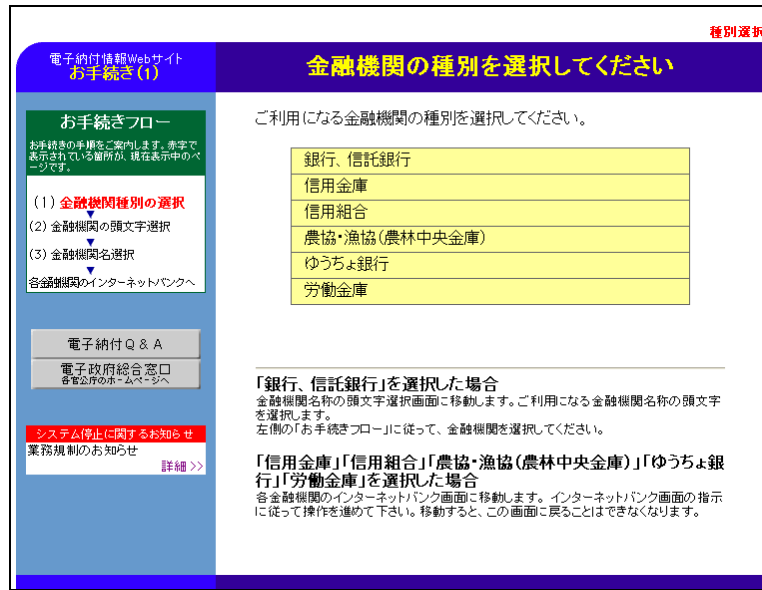 種別選択
電子納付情報Webサイト
お手続き(1)
金融機関の種別を選択してください
お手続きフロー
お手続きの手順をご案内します。赤字で
表示されている箇所が、現在表示中のペ
ージです。
(1) 金融機関種別の選択
(2) 金融機関の頭文字選択
(3) 金融機関名選択
各金融機関のインターネットバンクへ
電子納付Q & A
電子政府総合窓口
各官公庁のホームページへ
システム停止に関するお知らせ
業務規制のお知らせ
詳細 >>
ご利用になる金融機関の種別を選択してください。
銀行、信託銀行
信用金庫
信用組合
農協・漁協(農林中央金庫)
ゆうちょ銀行
労働金庫
「銀行、信託銀行」を選択した場合
金融機関名称の頭文字選択画面に移動します。ご利用になる金融機関名称の頭文字
を選択します。
左側の「お手続きフロー」に従って、金融機関を選択してください。
「信用金庫」「信用組合」「農協・漁協(農林中央金庫)」「ゆうちょ銀
行」「労働金庫」を選択した場合
各金融機関のインターネットバンク画面に移動します。インターネットバンク画面の指示
に従って操作を進めて下さい。移動すると、この画面に戻ることはできなくなります。